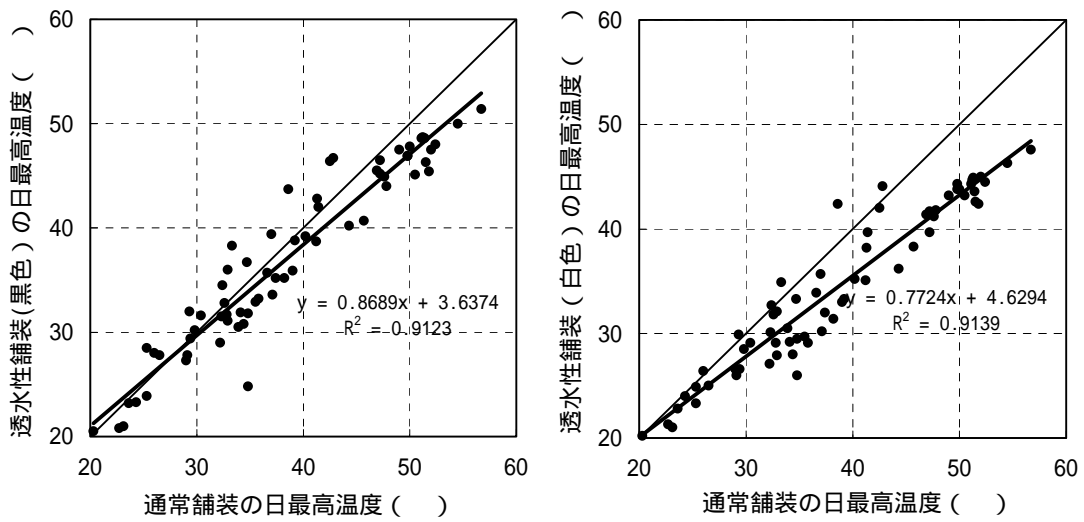 透水性舗装(黒色)の日最高温度(　)
60
50
40
30
20
y = 0.8689x + 3.6374
R² = 0.9123
20 30 40 50 60
通常舗装の日最高温度(　)
透水性舗装(白色)の日最高温度(　)
60
50
40
30
20
y = 0.7724x + 4.6294
R² = 0.9139
20 30 40 50 60
通常舗装の日最高温度(　)